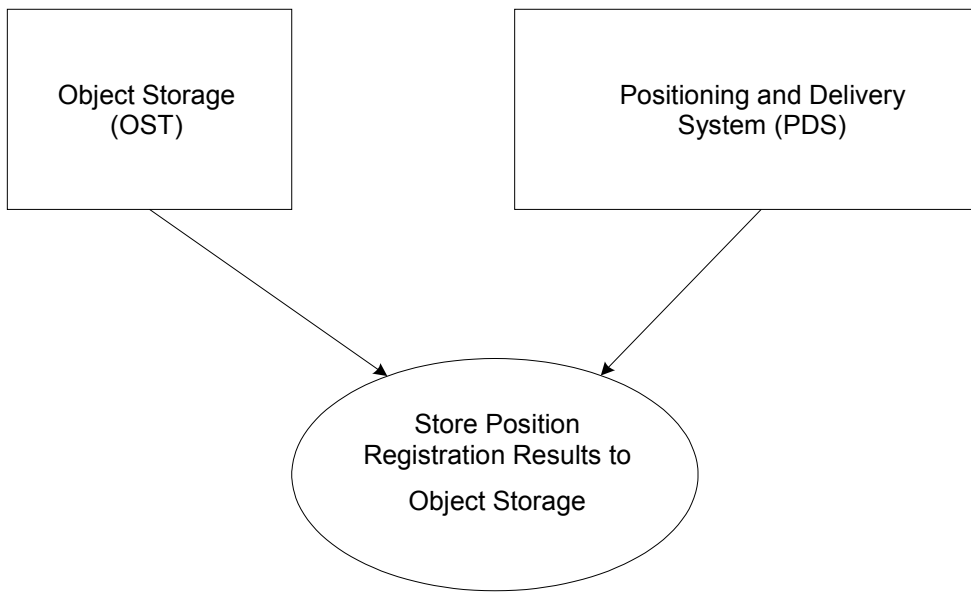 Object Storage
(OST)
Positioning and Delivery
System (PDS)
Store Position
Registration Results to
Object Storage